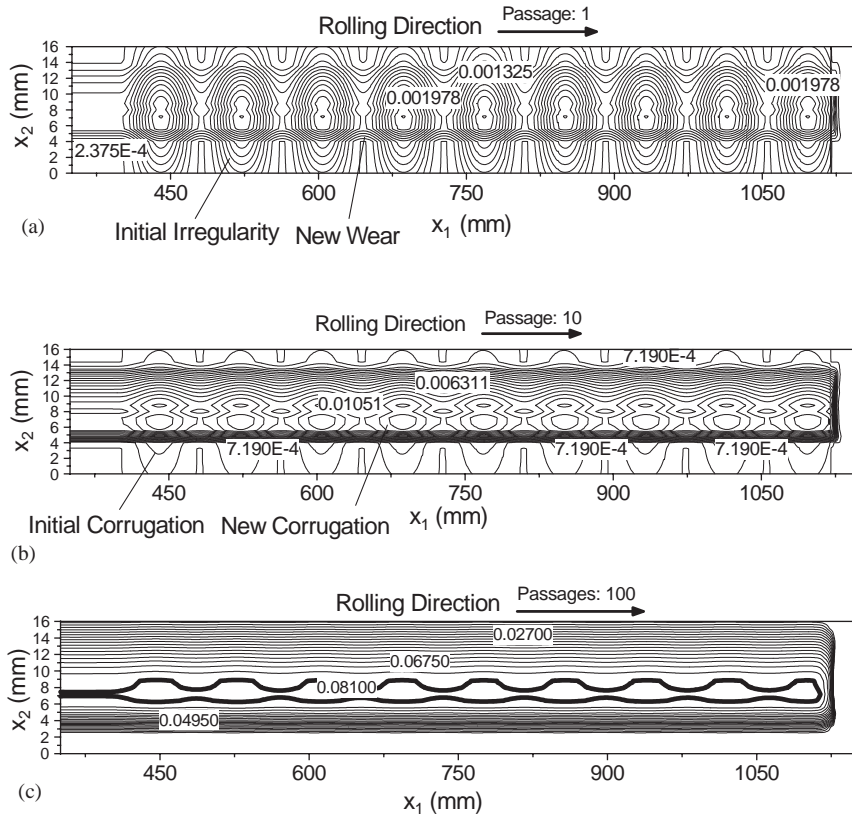 Rolling Direction Passage: 1
16
14
12
10
8
6
4
2
0
x2 (mm)
0.001325
0.001978
0.001978
2.375E-4
450 600 750 900 1050
(a)
Initial Irregularity New Wear x1 (mm)
Rolling Direction Passage: 10
16
14
12
10
8
6
4
2
0
x2 (mm)
7.190E-4
0.006311
0.01051
7.190E-4 7.190E-4 7.190E-4
450 600 750 900 1050
Initial Corrugation New Corrugation x1 (mm)
(b)
Rolling Direction Passages: 100
16
14
12
10
8
6
4
2
0
x2 (mm)
0.02700
0.06750
0.08100
0.04950
450 600 750 900 1050
(c)
x1 (mm)